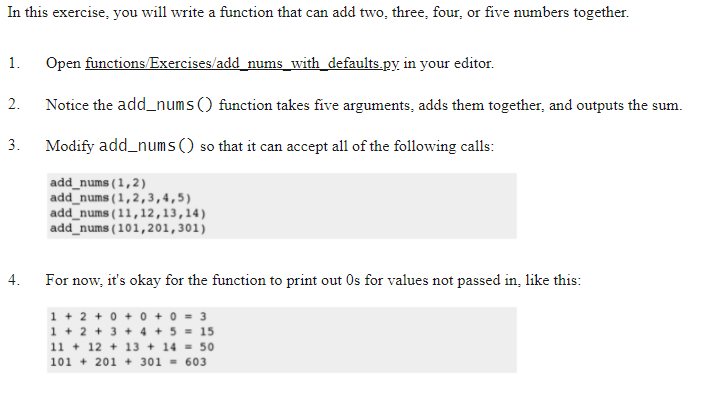 In this exercise, you will write a function that can add two, three, four, or five numbers together.
1. Open functions/Exercises/add_nums_with_defaults.py in your editor.
2. Notice the add_nums() function takes five arguments, adds them together, and outputs the sum.
3. Modify add_nums() so that it can accept all of the following calls:
add_nums(1,2)
add_nums(1,2,3,4,5)
add_nums(11,12,13,14)
add_nums(101,201,301)
4. For now, it's okay for the function to print out 0s for values not passed in, like this:
1 + 2 + 0 + 0 + 0 = 3
1 + 2 + 3 + 4 + 5 = 15
11 + 12 + 13 + 14 = 50
101 + 201 + 301 = 603